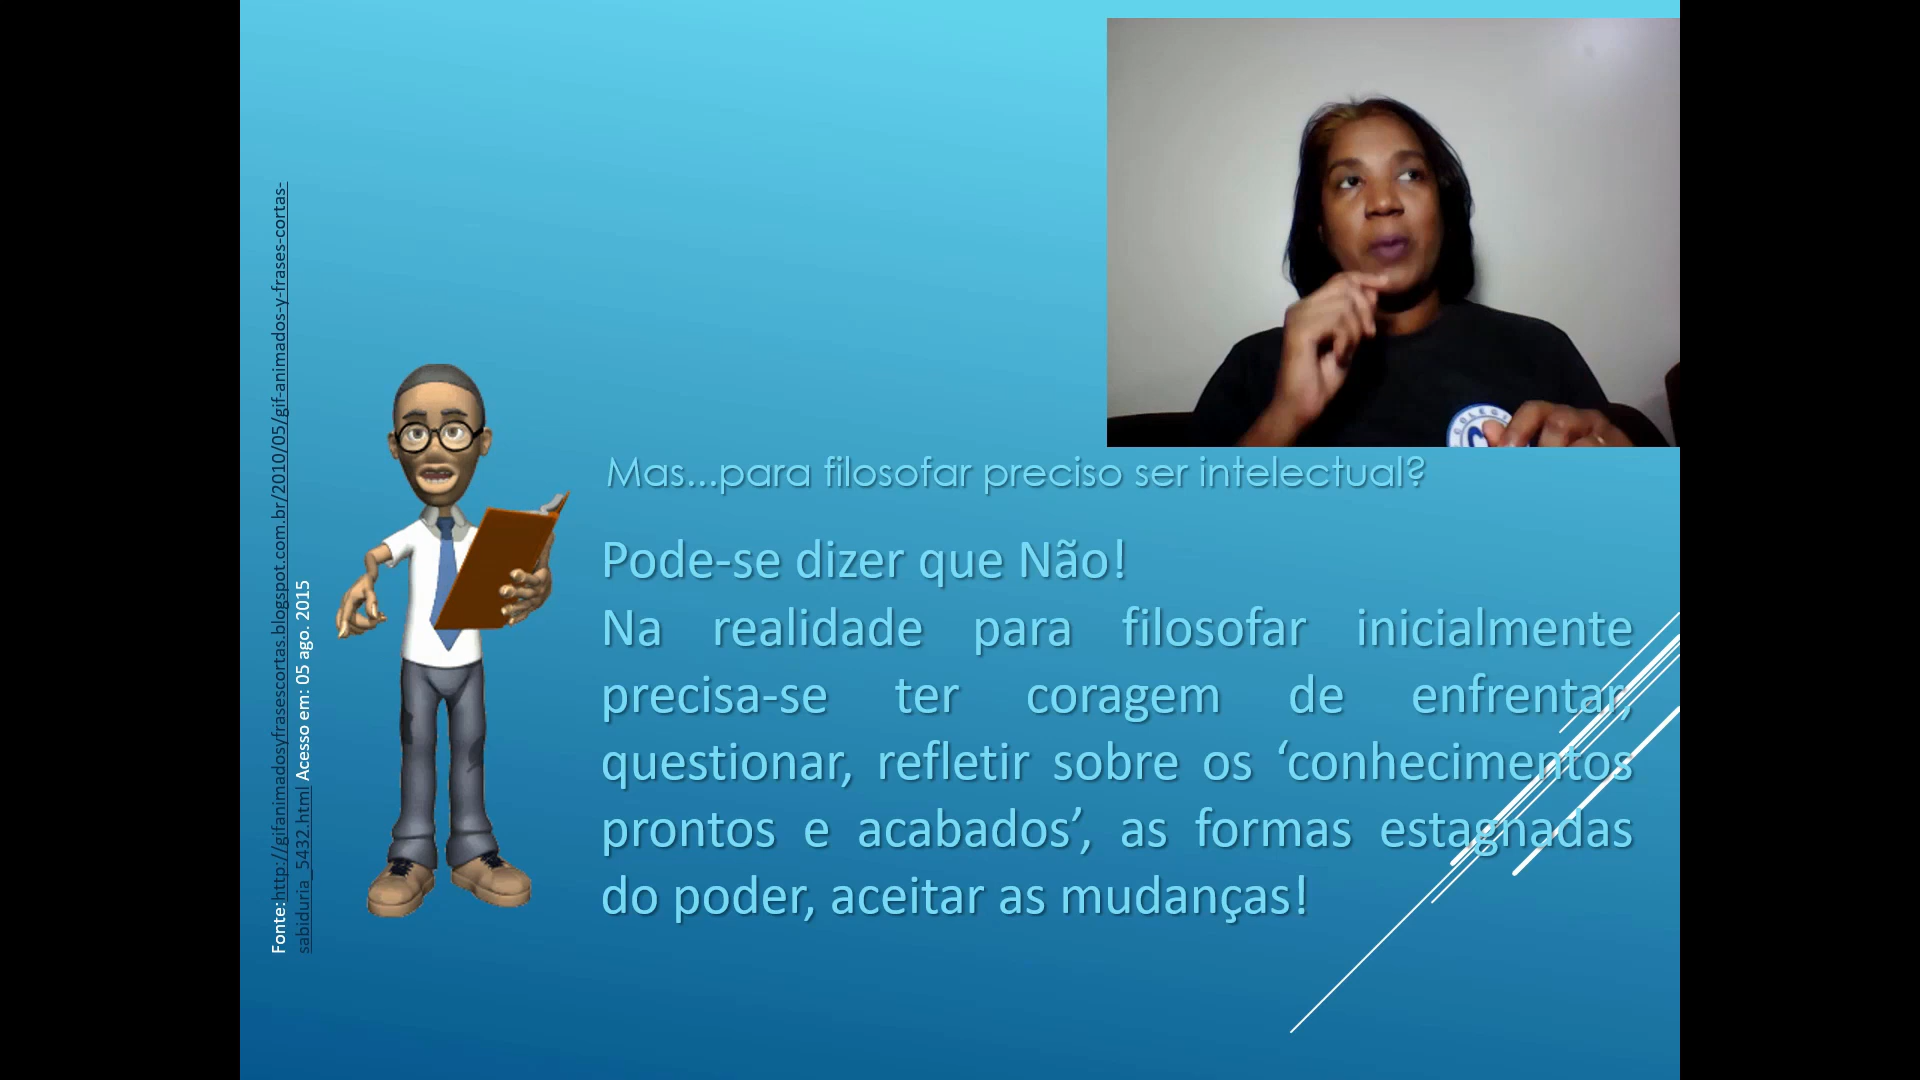 Fonte:http://gifanimadosyfrasescortas.blogspot.com.br/2010/05/gif-animados-y-frases-cortas-
sabiduria_5432.html Acesso em: 05 ago. 2015
Mas...para filosofar preciso ser intelectual?
Pode-se dizer que Não!
Na realidade para filosofar inicialmente
precisa-se ter coragem de enfrentar,
questionar, refletir sobre os ‘conhecimentos
prontos e acabados’, as formas estagnadas
do poder, aceitar as mudanças!